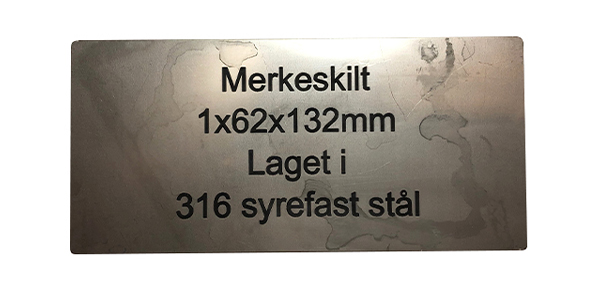 Merkeskilt
1x62x132mm
Laget i
316 syrefast stål